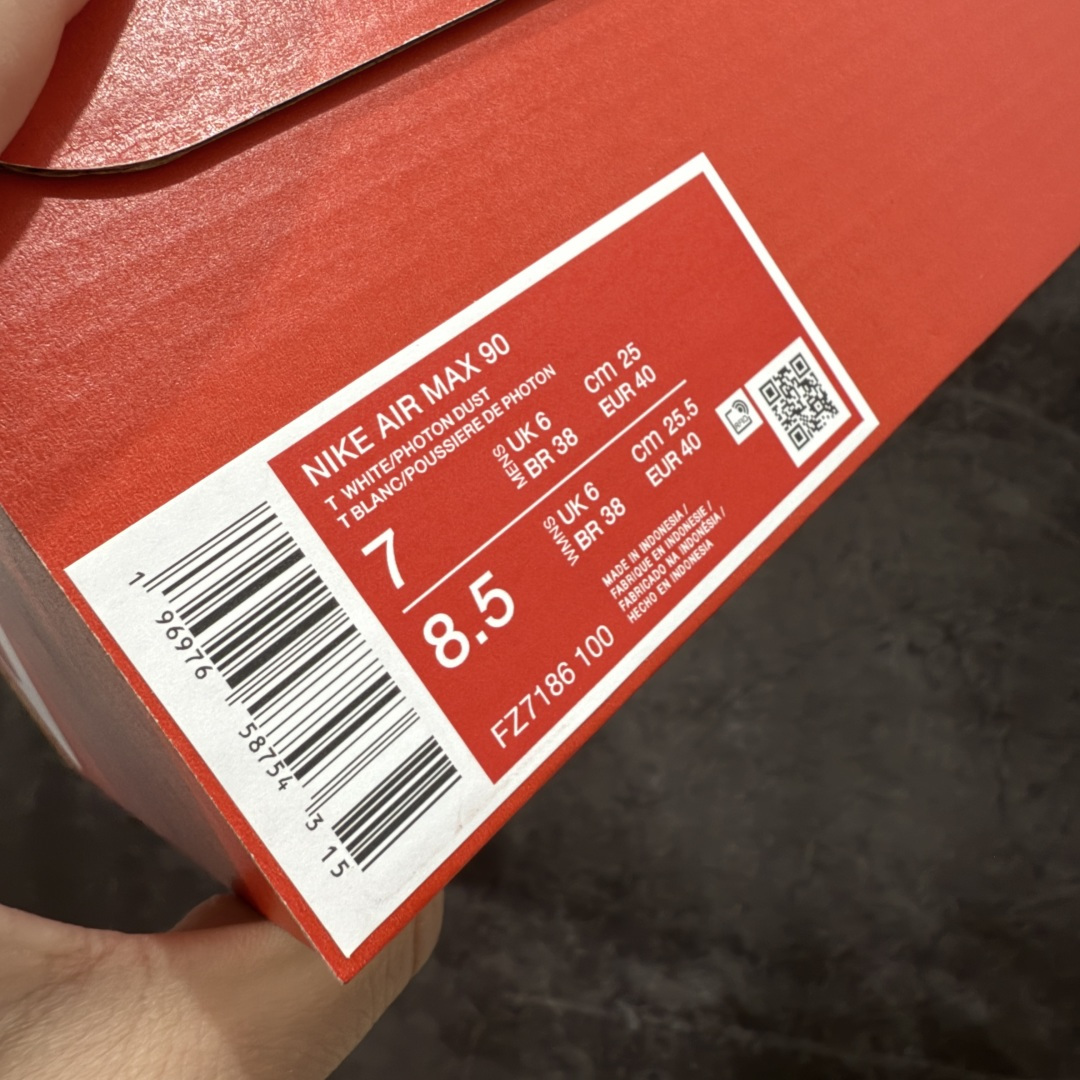 NIKE AIR MAX 90
T WHITE/PHOTON DUST
T BLANC/POUSSIERE DE PHOTON
7
MENS
UK 6
BR 38
cm 25
EUR 40
8.5
WMNS
UK 6
BR 38
cm 25.5
EUR 40
MADE IN INDONESIA /
FABRIQUE EN INDONESIE /
FABRICADO NA INDONÉSIA /
HECHO EN INDONESIA
FZ7186 100
RFID
1 96976 58754 3 15